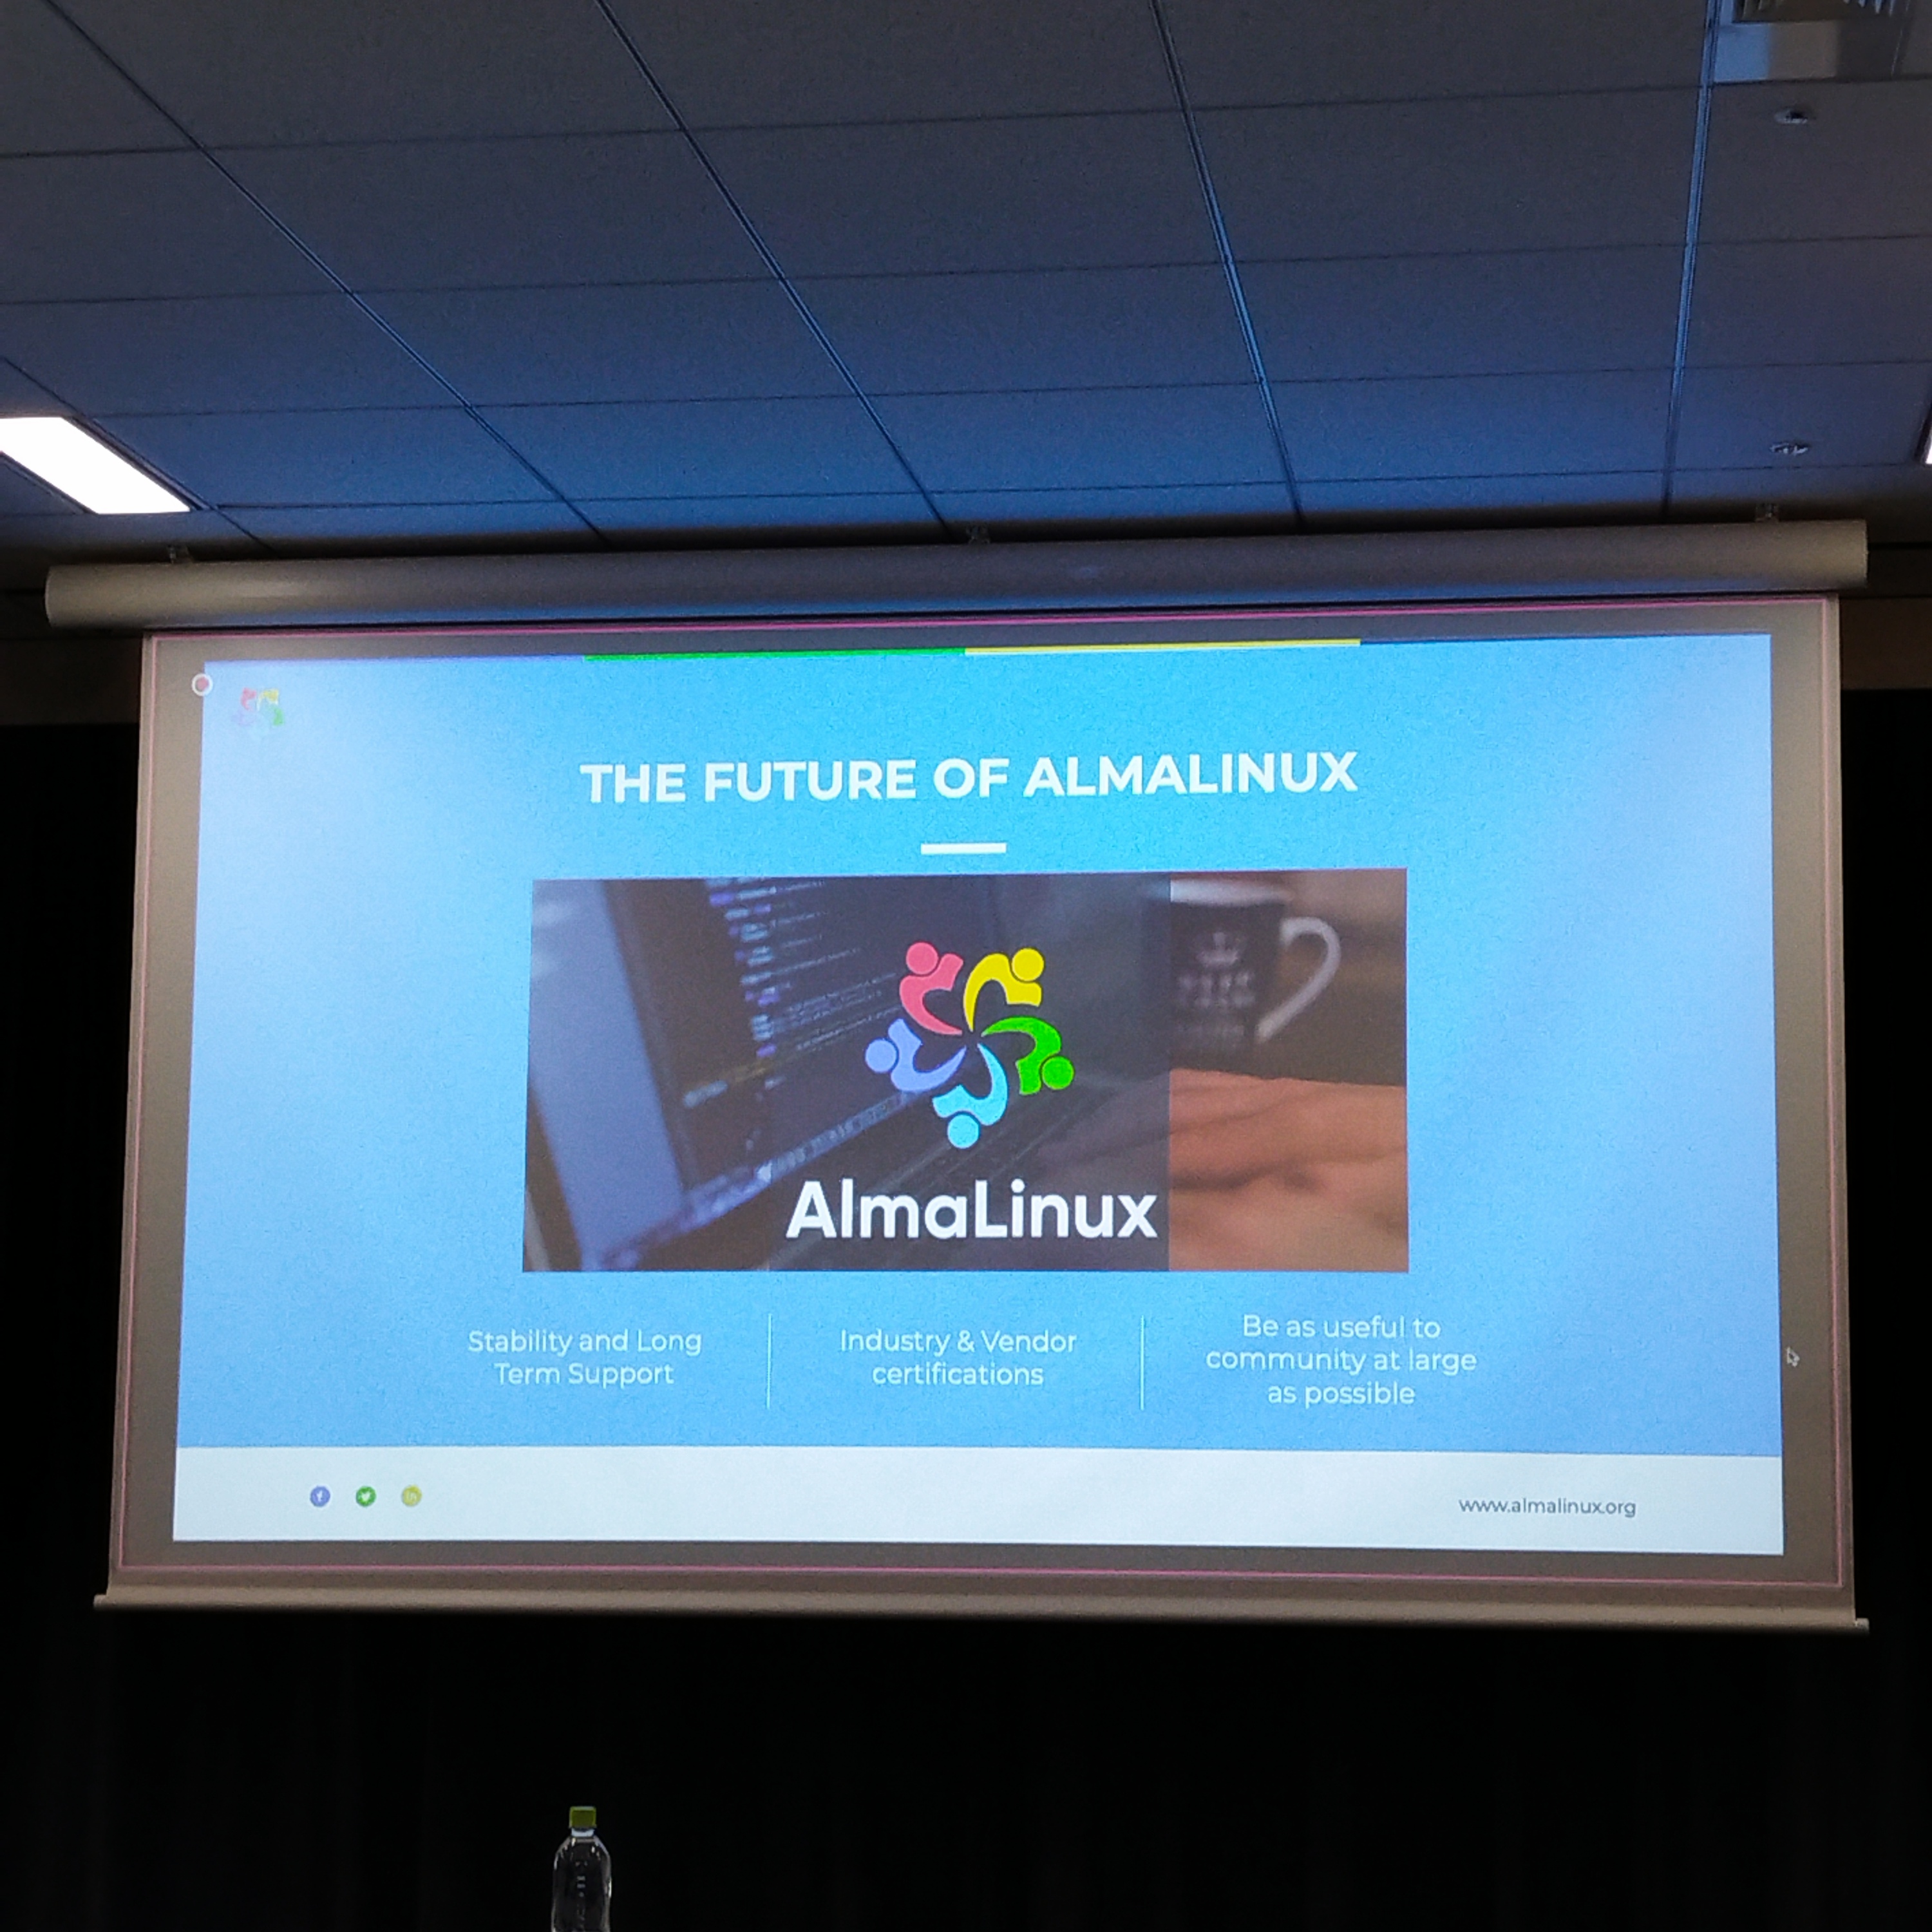 THE FUTURE OF ALMALINUX
AlmaLinux
Stability and Long
Term Support
Industry & Vendor
certifications
Be as useful to
community at large
as possible
www.almalinux.org